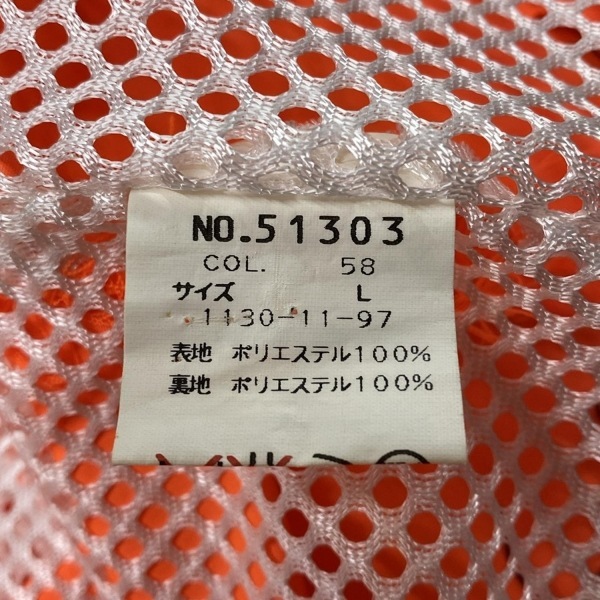 NO.51303
COL. 58
サイズ L
1130-11-97
表地 ポリエステル100%
裏地 ポリエステル100%